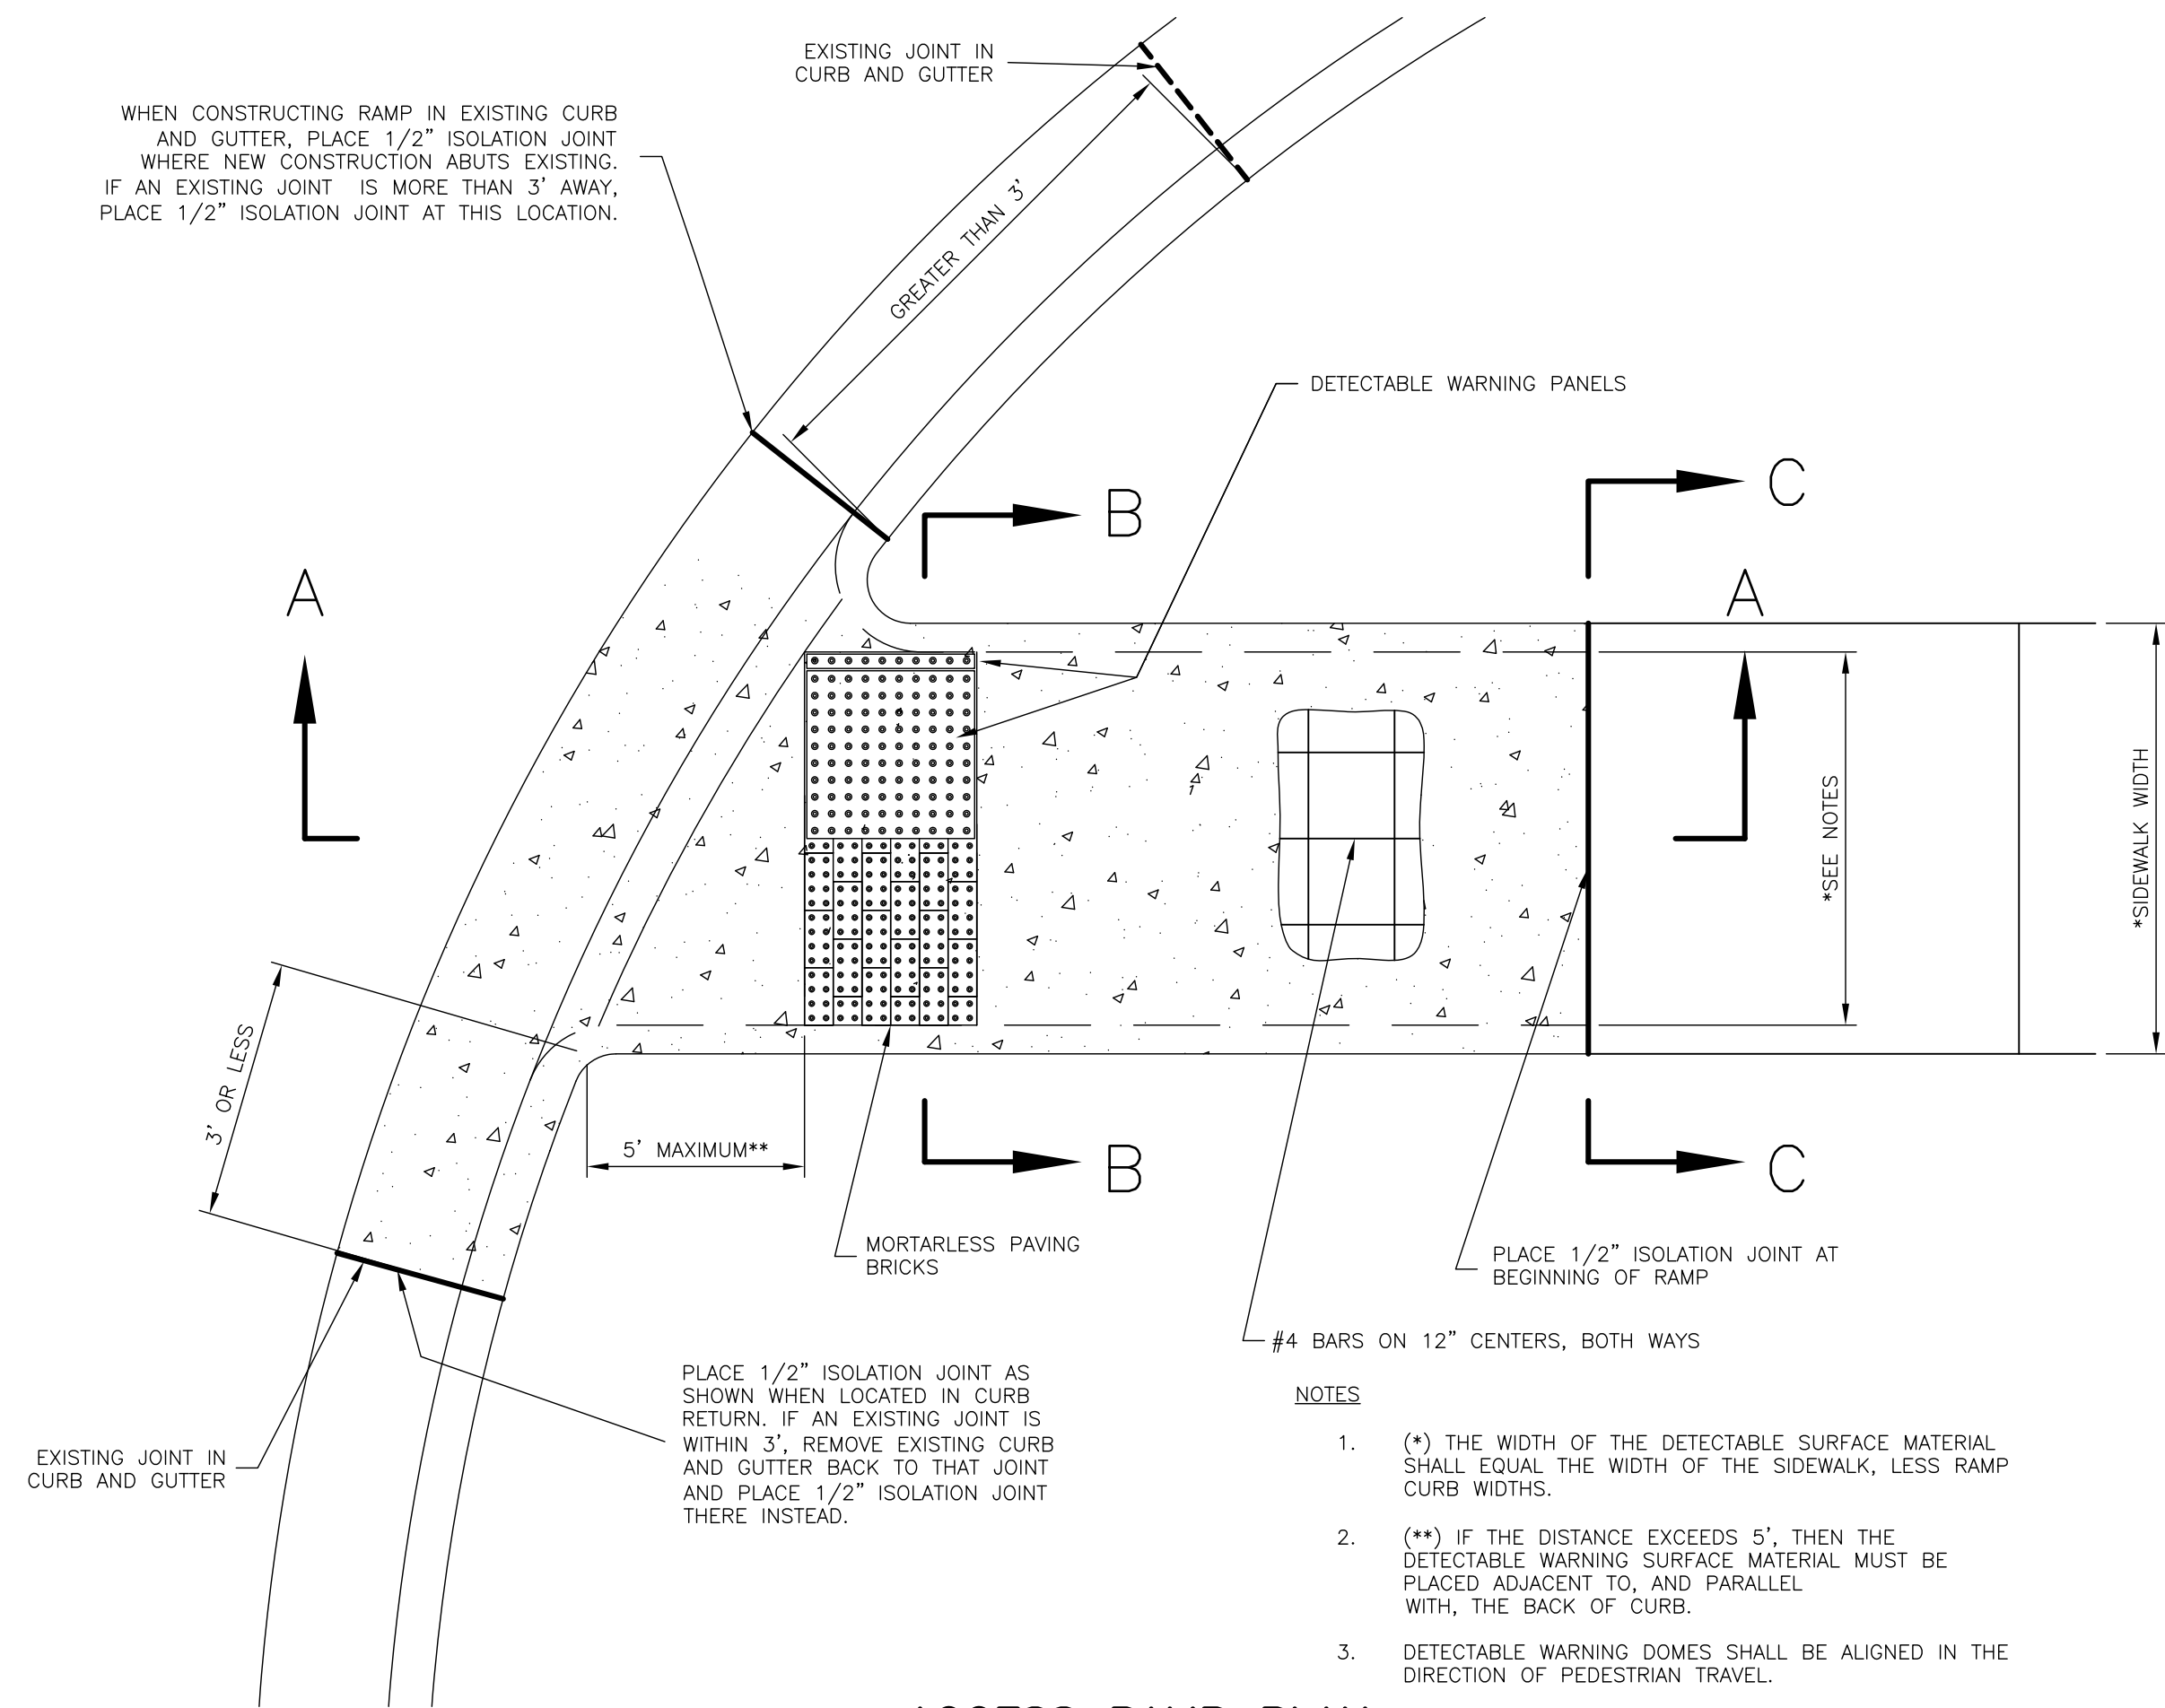 EXISTING JOINT IN
CURB AND GUTTER
WHEN CONSTRUCTING RAMP IN EXISTING CURB
AND GUTTER, PLACE 1/2" ISOLATION JOINT
WHERE NEW CONSTRUCTION ABUTS EXISTING.
IF AN EXISTING JOINT IS MORE THAN 3' AWAY,
PLACE 1/2" ISOLATION JOINT AT THIS LOCATION.
GREATER THAN 3'
DETECTABLE WARNING PANELS
B
C
A
A
*SEE NOTES
*SIDEWALK WIDTH
3' OR LESS
5' MAXIMUM**
B
C
MORTARLESS PAVING
BRICKS
PLACE 1/2" ISOLATION JOINT AT
BEGINNING OF RAMP
#4 BARS ON 12" CENTERS, BOTH WAYS
PLACE 1/2" ISOLATION JOINT AS
SHOWN WHEN LOCATED IN CURB
RETURN. IF AN EXISTING JOINT IS
WITHIN 3', REMOVE EXISTING CURB
AND GUTTER BACK TO THAT JOINT
AND PLACE 1/2" ISOLATION JOINT
THERE INSTEAD.
EXISTING JOINT IN
CURB AND GUTTER
NOTES
1. (*) THE WIDTH OF THE DETECTABLE SURFACE MATERIAL
SHALL EQUAL THE WIDTH OF THE SIDEWALK, LESS RAMP
CURB WIDTHS.
2. (**) IF THE DISTANCE EXCEEDS 5', THEN THE
DETECTABLE WARNING SURFACE MATERIAL MUST BE
PLACED ADJACENT TO, AND PARALLEL
WITH, THE BACK OF CURB.
3. DETECTABLE WARNING DOMES SHALL BE ALIGNED IN THE
DIRECTION OF PEDESTRIAN TRAVEL.